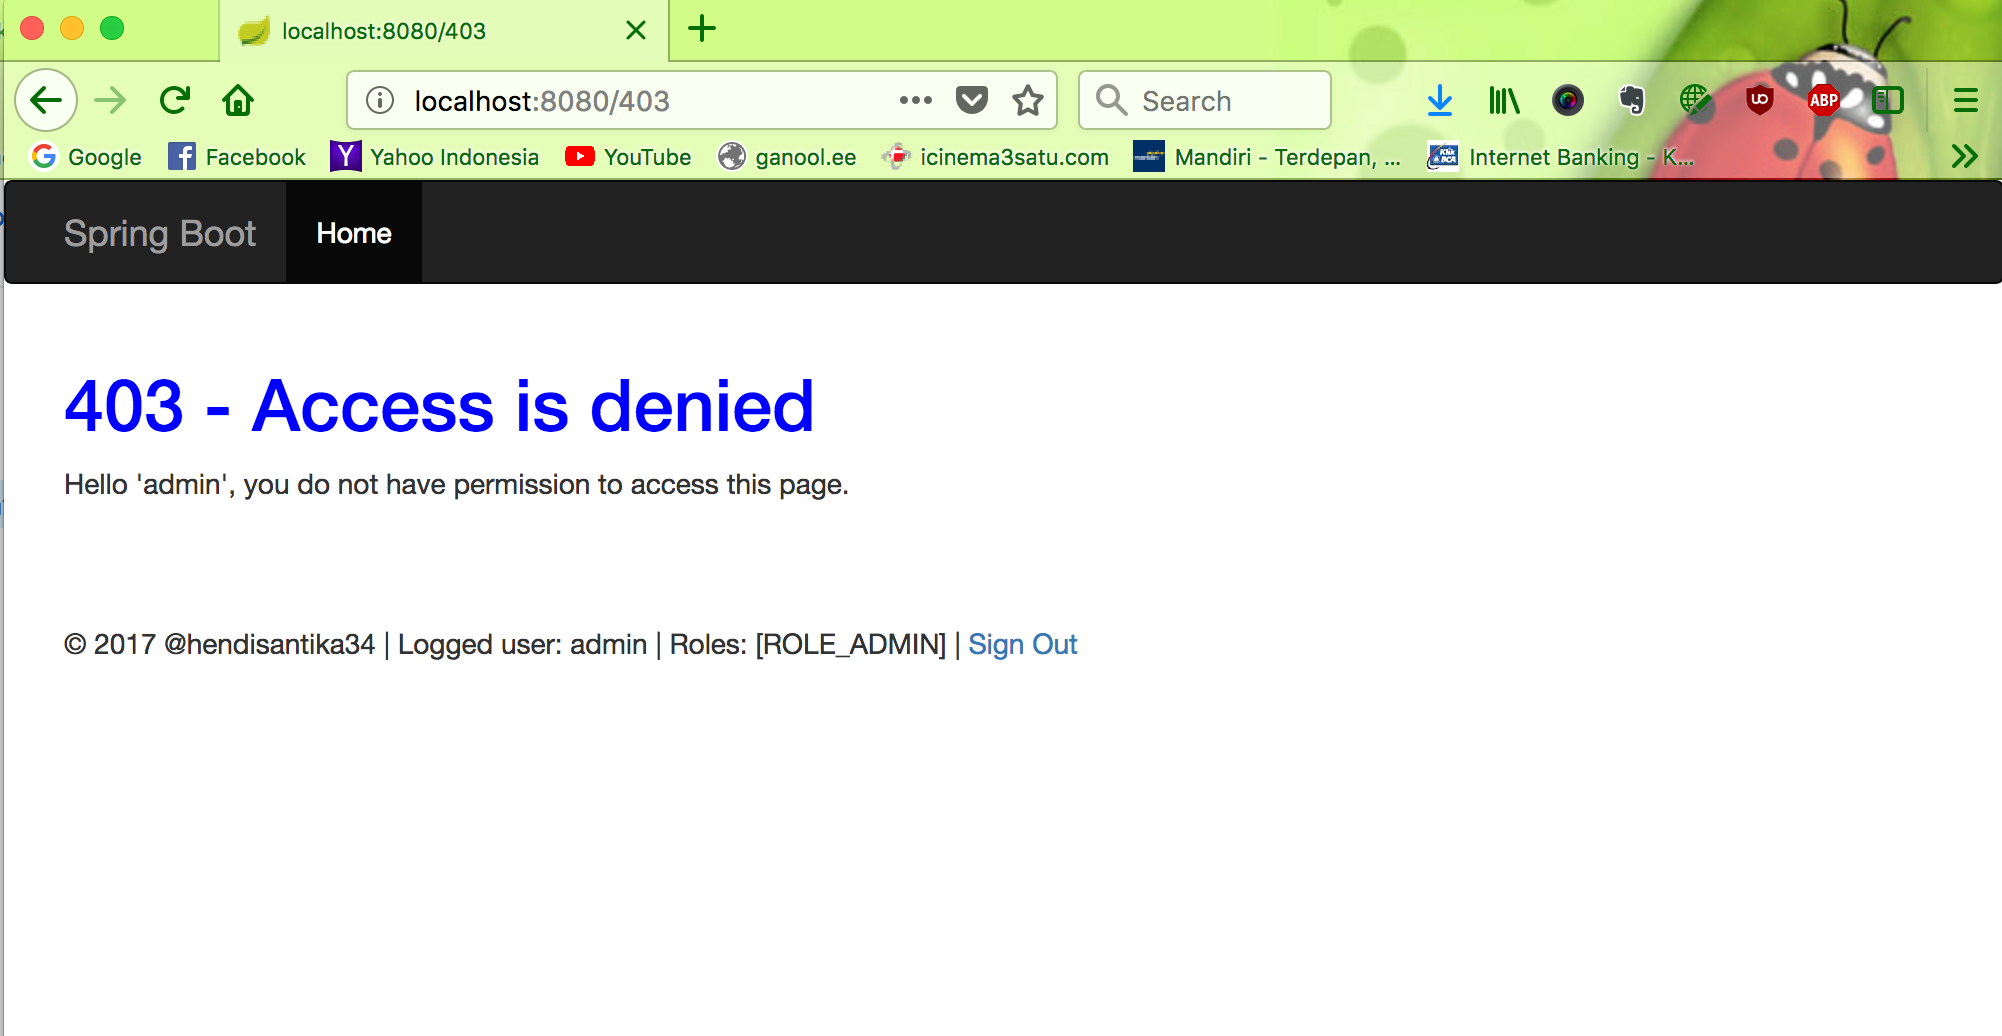 localhost:8080/403
localhost:8080/403
Search
ABP
Google
Facebook
Yahoo Indonesia
YouTube
ganool.ee
icinema3satu.com
Mandiri - Terdepan, ...
Internet Banking - K...
Spring Boot
Home
403 - Access is denied
Hello 'admin', you do not have permission to access this page.
© 2017 @hendisantika34 | Logged user: admin | Roles: [ROLE_ADMIN] | Sign Out